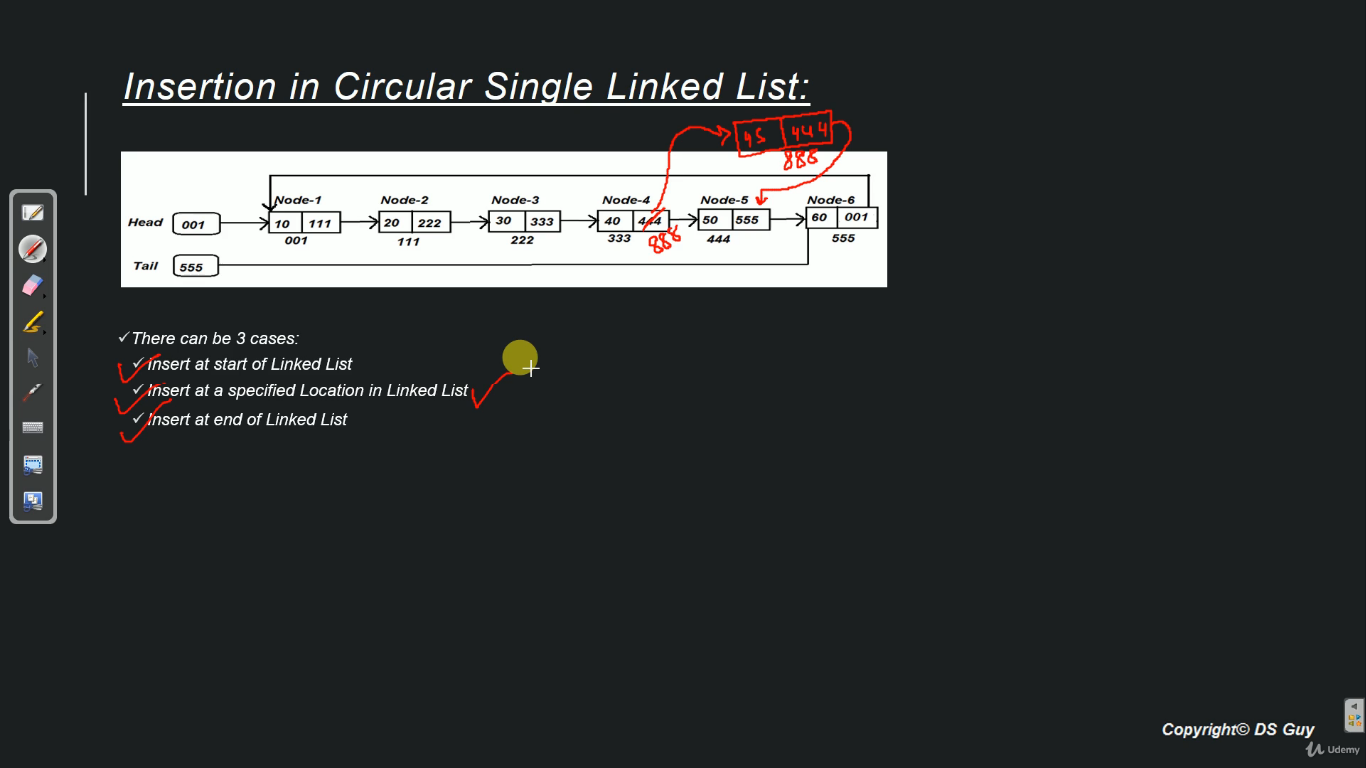 Insertion in Circular Single Linked List:
45 444
888
Node-1 Node-2 Node-3 Node-4 Node-5 Node-6
Head 001 10 111 20 222 30 333 40 444 50 555 60 001
001 111 222 333 888 444 555
Tail 555
There can be 3 cases:
Insert at start of Linked List
Insert at a specified Location in Linked List
Insert at end of Linked List
Copyright© DS Guy
Udemy